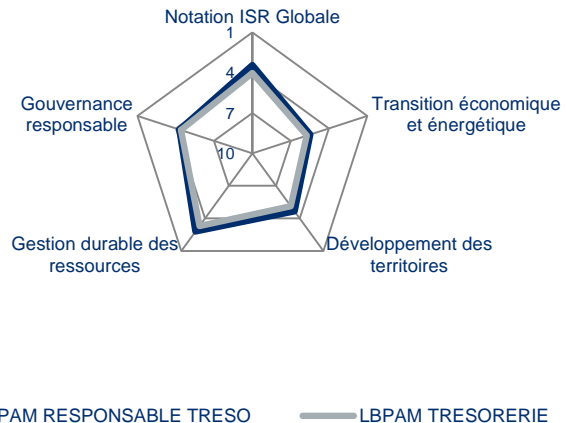 Notation ISR Globale
1
4
7
10
Transition économique
et énergétique
Développement des
territoires
Gestion durable des
ressources
Gouvernance
responsable
PAM RESPONSABLE TRESO
LBPAM TRESORERIE